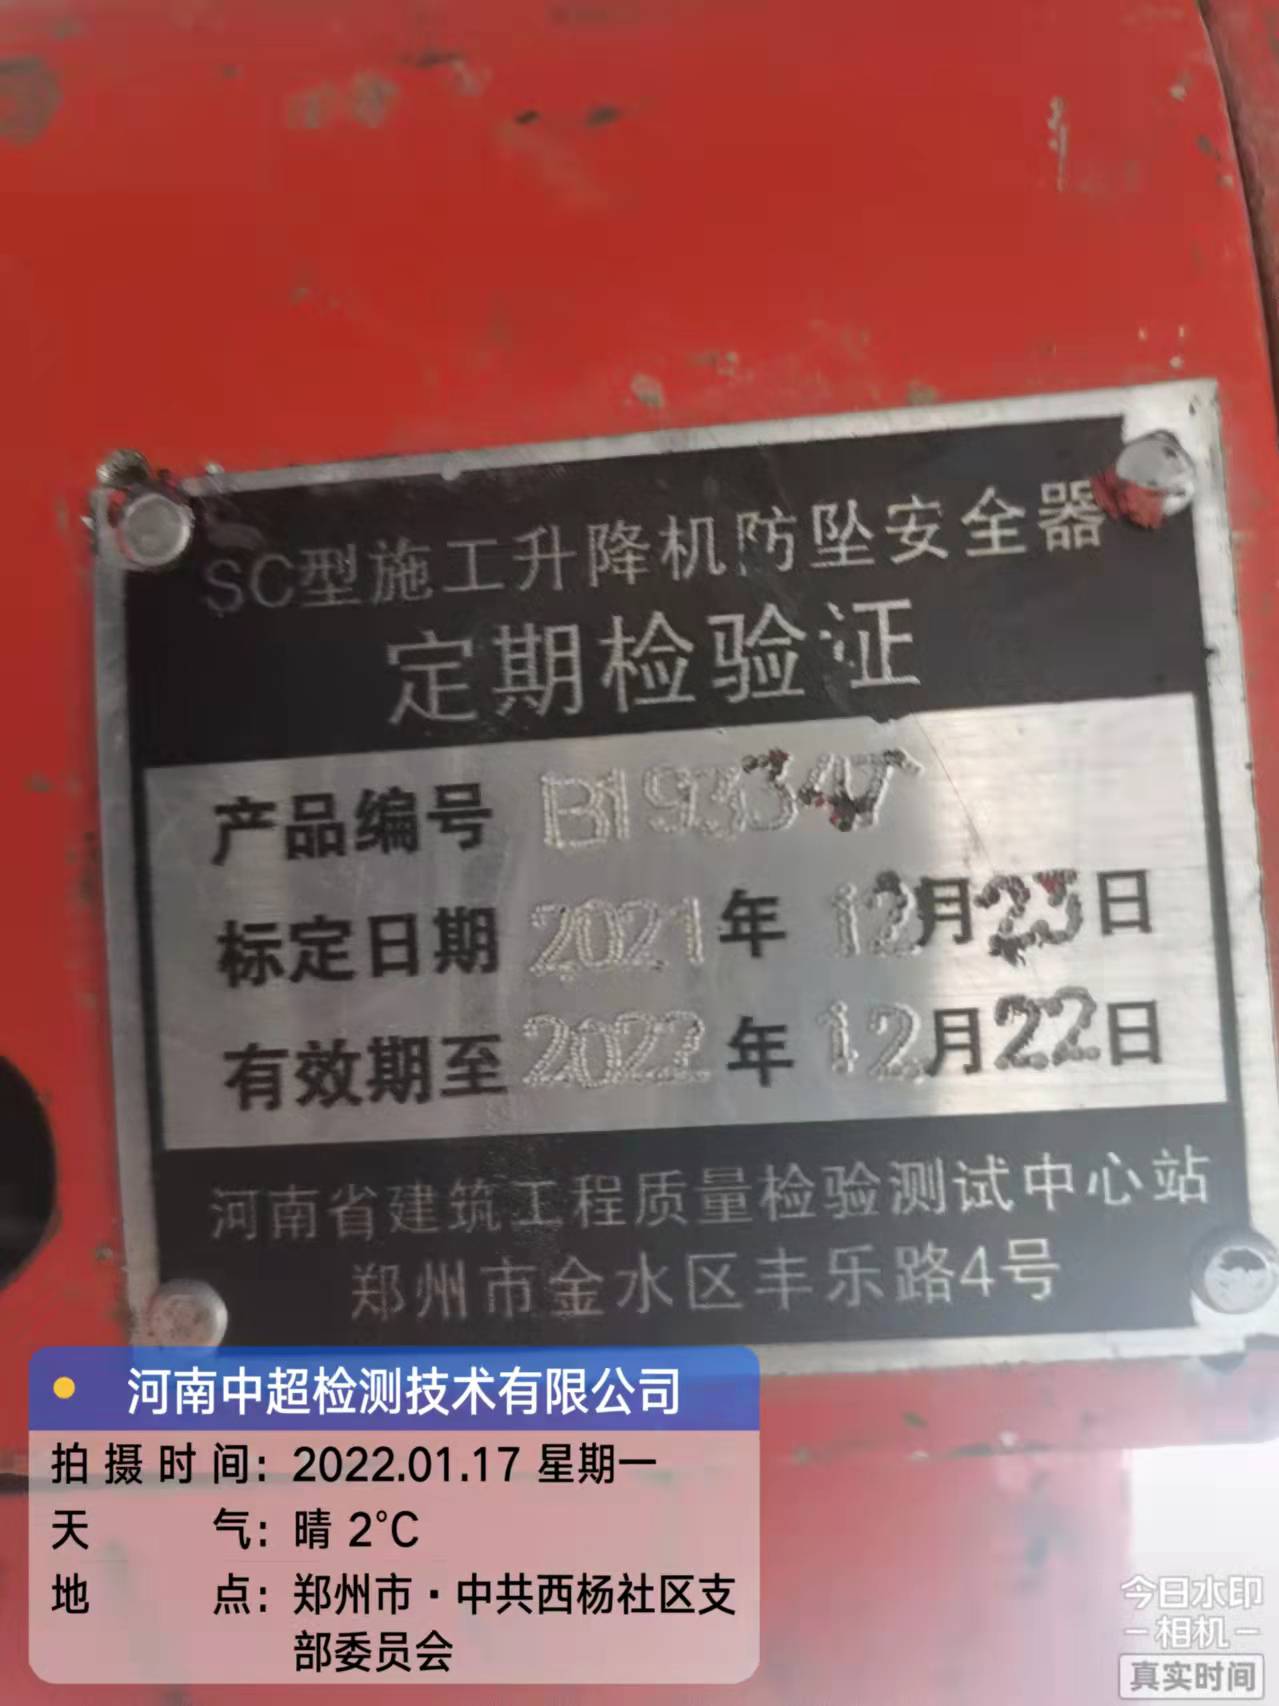 SC型施工升降机防坠安全器
定期检验证
产品编号 B193347
标定日期 2021年 12月23日
有效期至 2022年 12月22日
河南省建筑工程质量检验测试中心站
郑州市金水区丰乐路4号
河南中超检测技术有限公司
拍摄时间：2022.01.17 星期一
天气：晴 2°C
地点：郑州市·中共西杨社区支
部委员会
今日水印
相机
真实时间